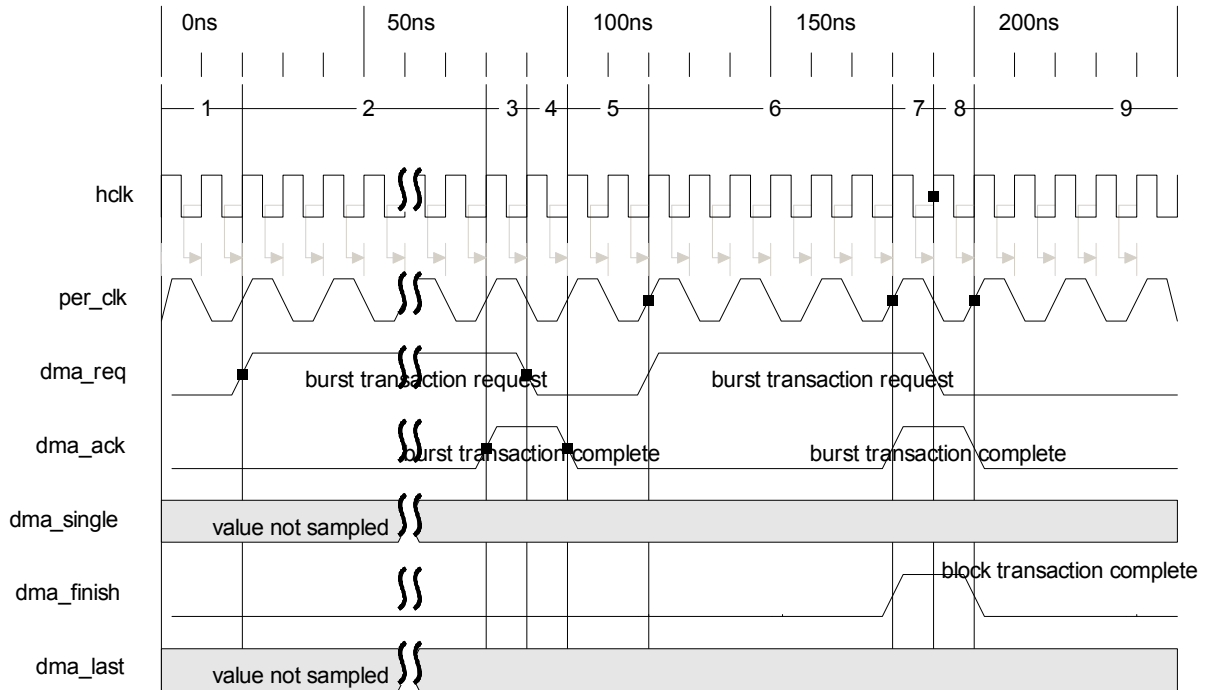 0ns 50ns 100ns 150ns 200ns
1 2 3 4 5 6 7 8 9
hclk
per_clk
dma_req burst transaction request burst transaction request
dma_ack burst transaction complete burst transaction complete
dma_single value not sampled
dma_finish block transaction complete
dma_last value not sampled